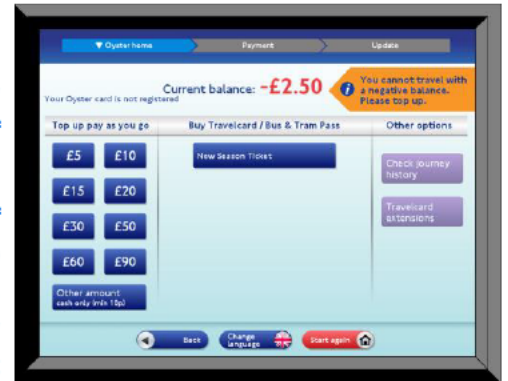 Oyster home
Payment
Update
Current balance: -£2.50
You cannot travel with
a negative balance.
Please top up.
Your Oyster card is not registered
Top up pay as you go
Buy Travelcard / Bus & Tram Pass
Other options
£5
£10
New Season Ticket
Check journey
history
£15
£20
Travelcard
extensions
£30
£50
£60
£90
Other amount
cash only (min 10p)
Back
Change
language
Start again